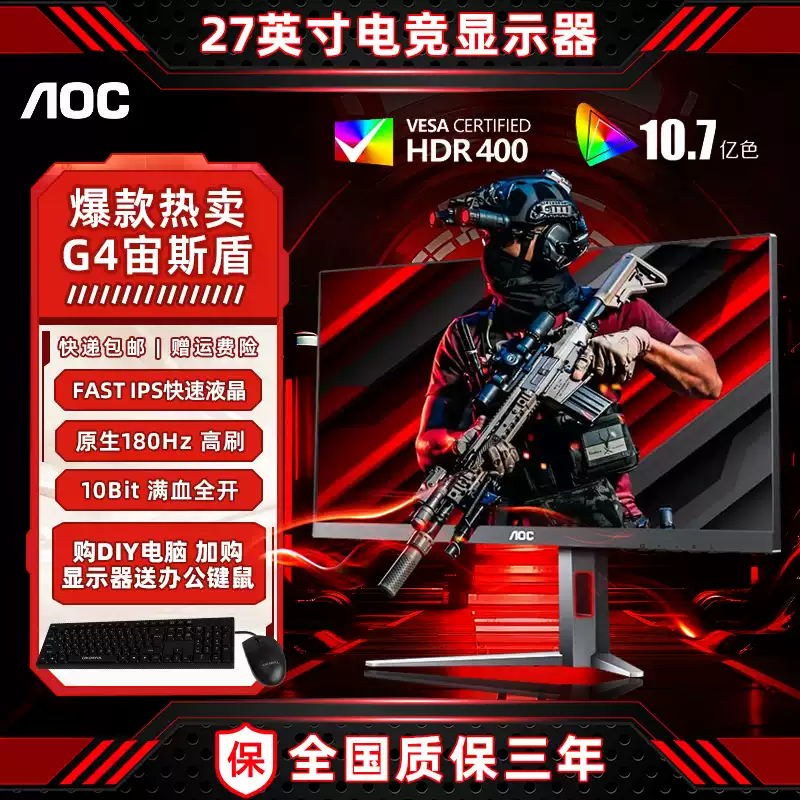 27英寸电竞显示器
AOC
VESA CERTIFIED
HDR 400
10.7亿色
爆款热卖
G4宙斯盾
快递包邮 | 赠运费险
FAST IPS快速液晶
原生180Hz 高刷
10Bit 满血全开
购DIY电脑 加购
显示器送办公键鼠
COLORFUL
AOC
保 全国质保三年